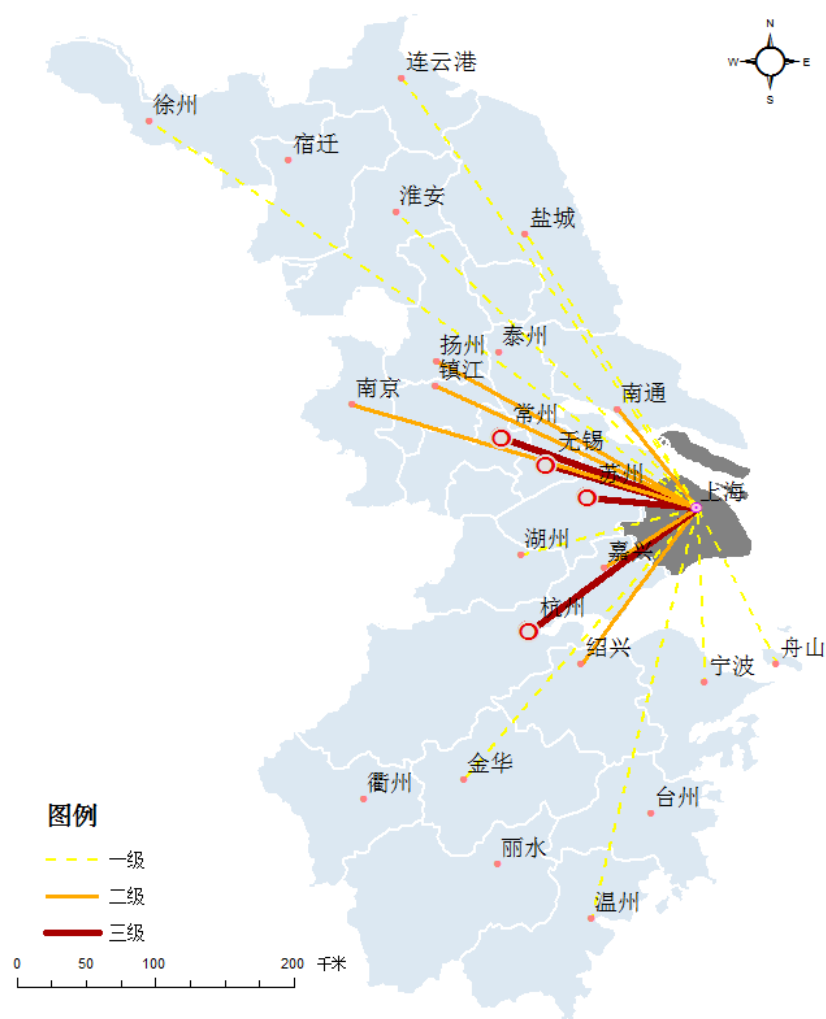 N
W
E
S
连云港
徐州
宿迁
淮安
盐城
泰州
扬州
镇江
南京
南通
常州
无锡
苏州
上海
湖州
嘉兴
杭州
绍兴
宁波
舟山
金华
衢州
台州
丽水
温州
图例
一级
二级
三级
0 50 100 200 千米